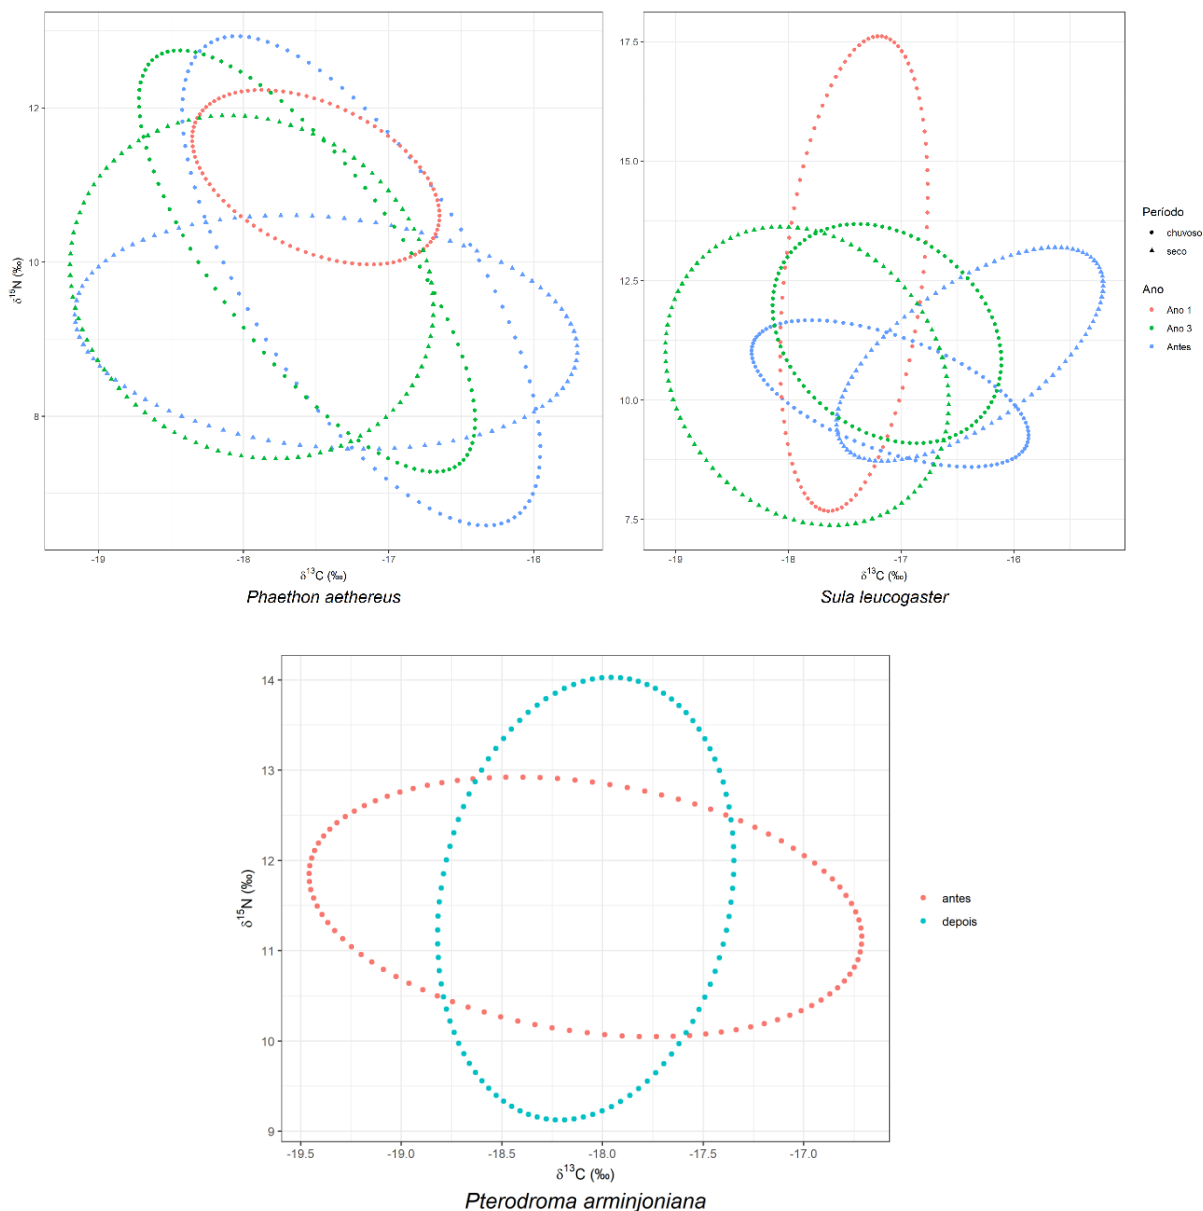 12
10
8
δ15N (‰)
-19
-18
-17
-16
δ13C (‰)
Phaethon aethereus
17.5
15.0
12.5
10.0
7.5
-19
-18
-17
-16
δ13C (‰)
Sula leucogaster
Período
chuvoso
seco
Ano
Ano 1
Ano 3
Antes
14
13
12
11
10
9
δ15N (‰)
-19.5
-19.0
-18.5
-18.0
-17.5
-17.0
δ13C (‰)
Pterodroma arminjoniana
antes
depois